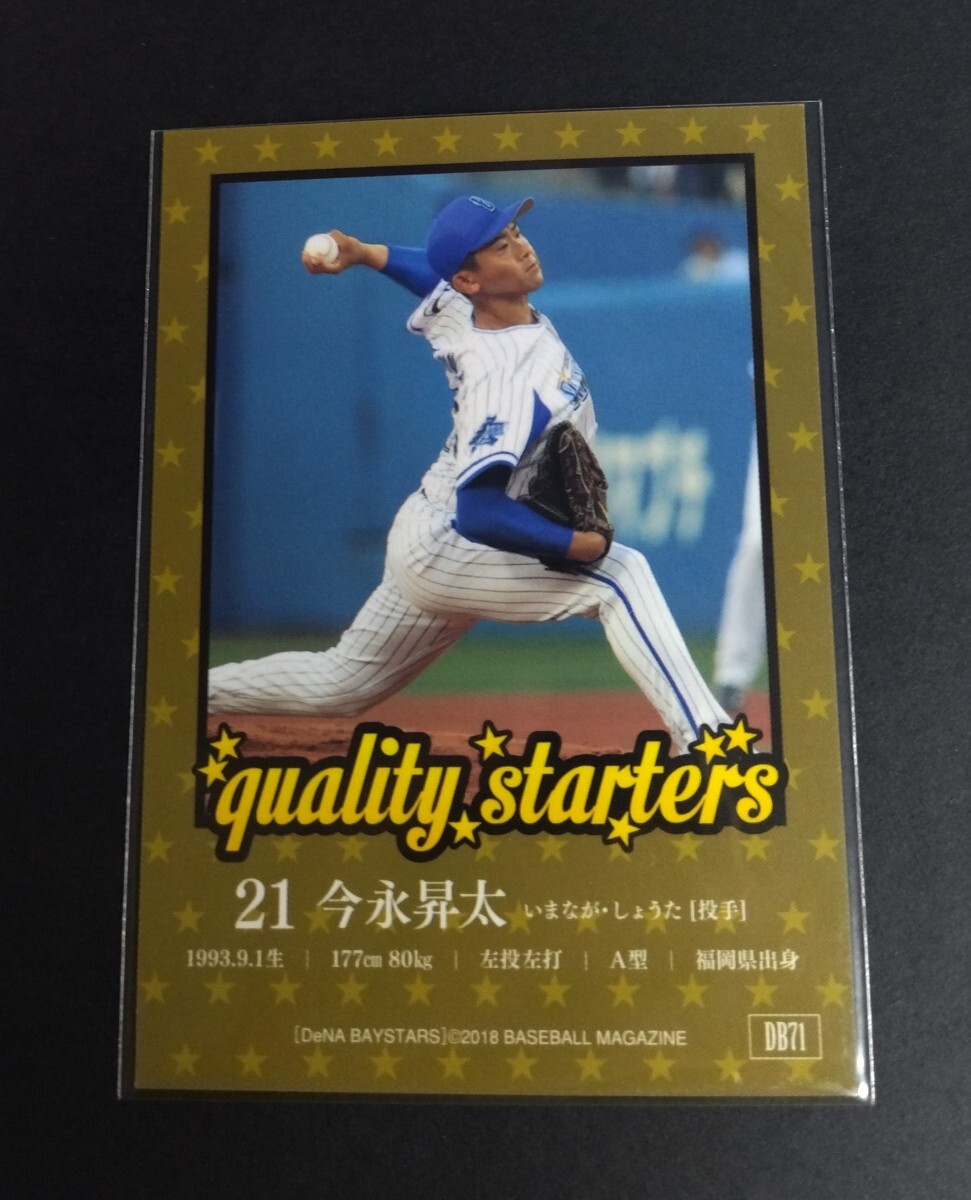 quality starters
21 今永昇太 いまなが・しょうた [投手]
1993.9.1生 | 177㎝ 80㎏ | 左投左打 | A型 | 福岡県出身
[DeNA BAYSTARS]©2018 BASEBALL MAGAZINE
DB71